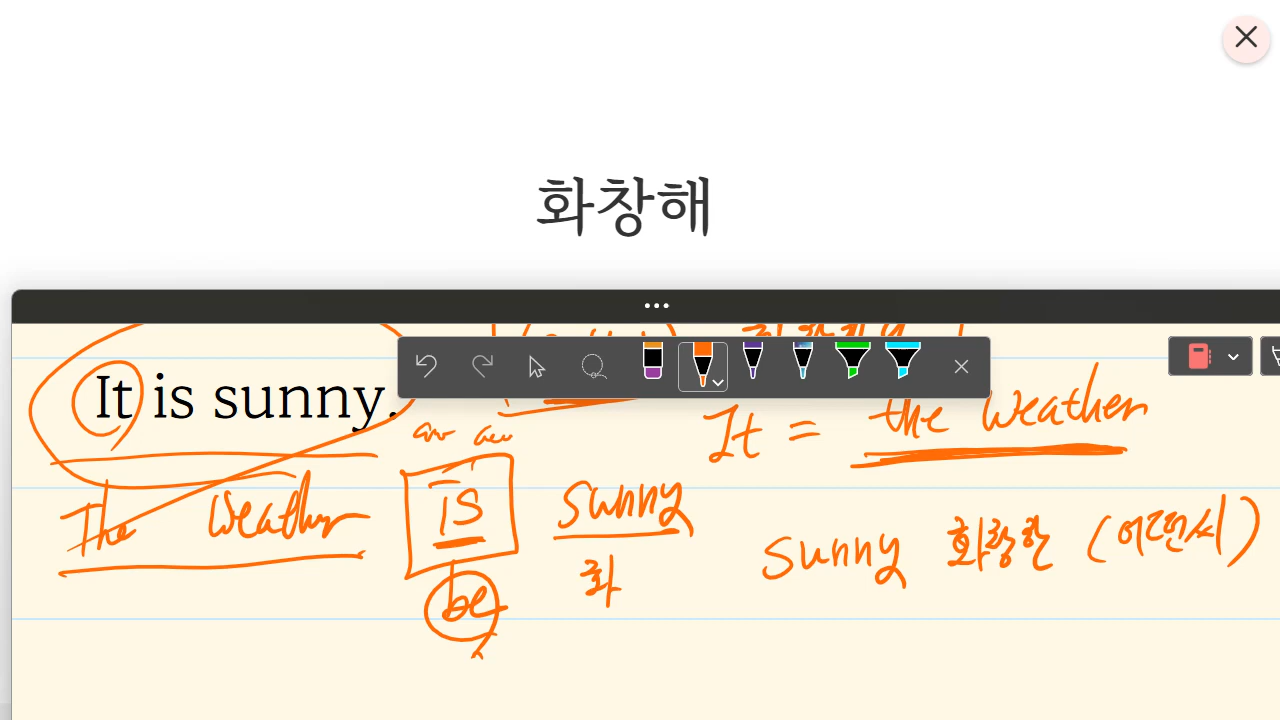 화창해
It is sunny.
It = the weather
The weather is sunny
sunny 화창한 (어떤씨)
be 화